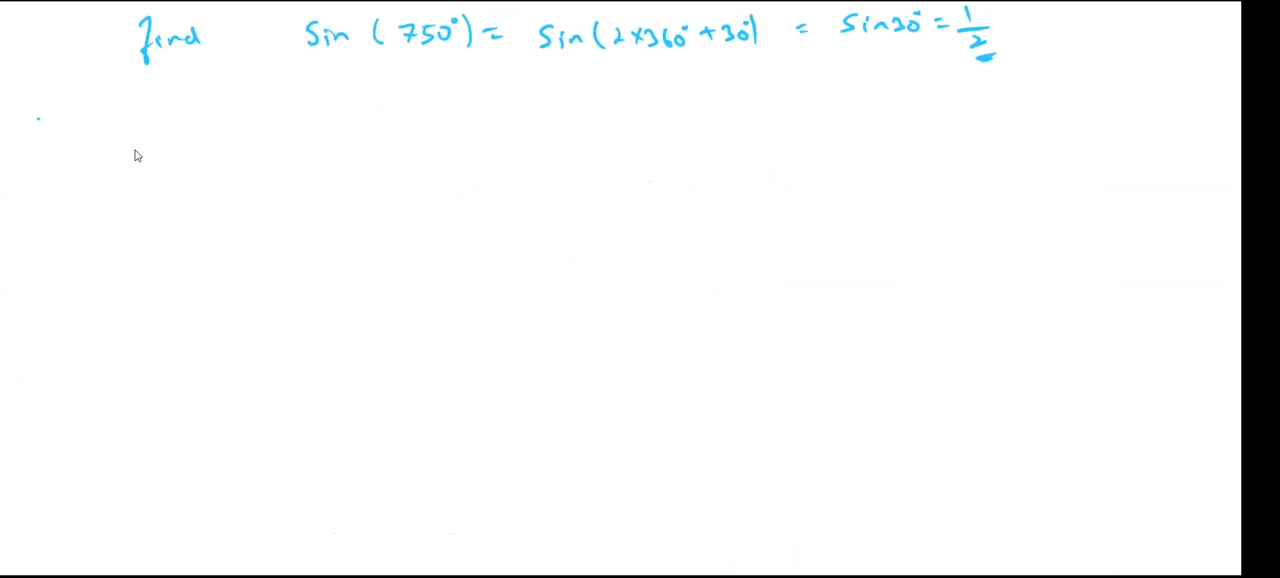 find sin (750°) = sin(2×360°+30°) = sin30° = 1/2